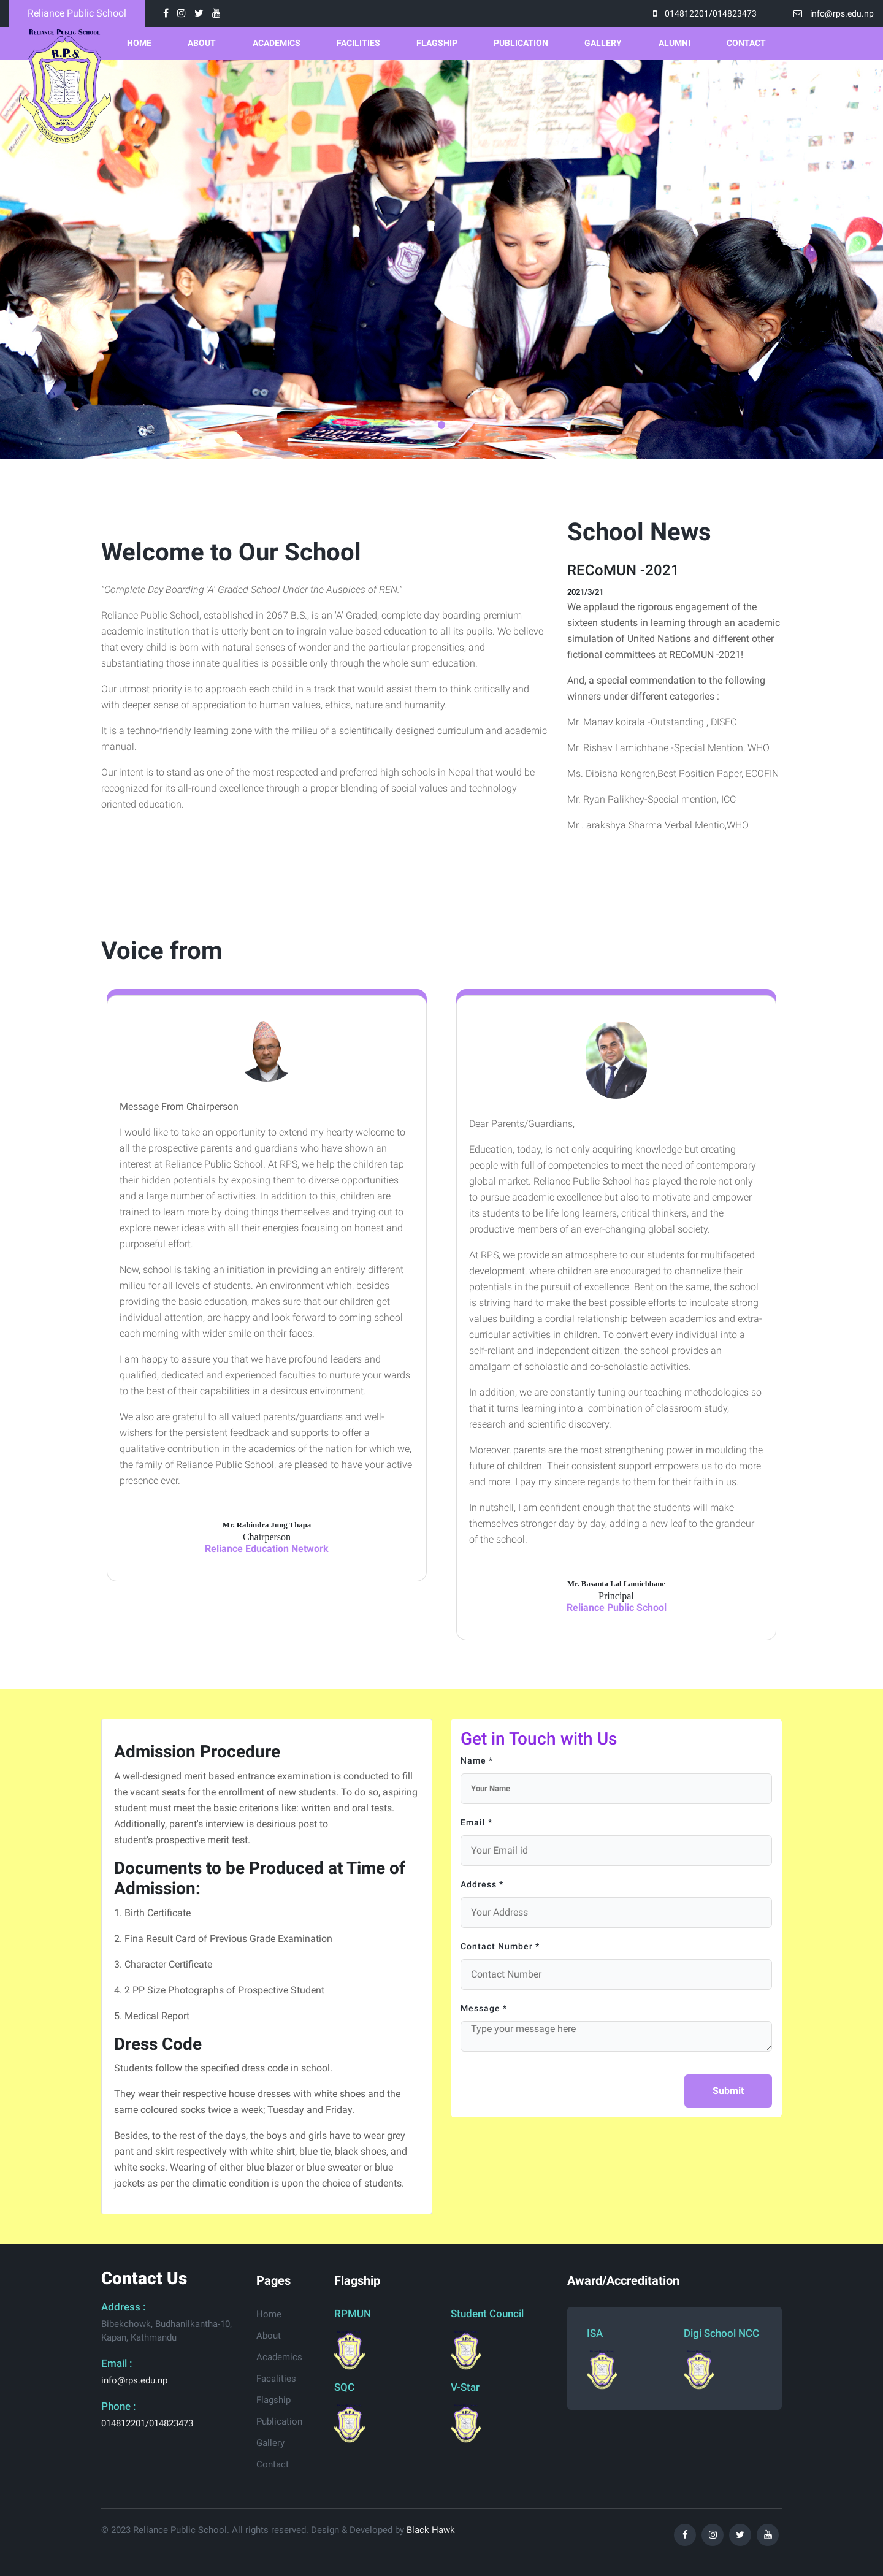 Reliance Public School
014812201/014823473
info@rps.edu.np
Reliance Public School
R.P.S.
ESTD.
2009 A.D.
HOME ABOUT ACADEMICS FACILITIES FLAGSHIP PUBLICATION GALLERY ALUMNI CONTACT
Welcome to Our School
"Complete Day Boarding 'A' Graded School Under the Auspices of REN."
Reliance Public School, established in 2067 B.S., is an 'A' Graded, complete day boarding premium
academic institution that is utterly bent on to ingrain value based education to all its pupils. We believe
that every child is born with natural senses of wonder and the particular propensities, and
substantiating those innate qualities is possible only through the whole sum education.
Our utmost priority is to approach each child in a track that would assist them to think critically and
with deeper sense of appreciation to human values, ethics, nature and humanity.
It is a techno-friendly learning zone with the milieu of a scientifically designed curriculum and academic
manual.
Our intent is to stand as one of the most respected and preferred high schools in Nepal that would be
recognized for its all-round excellence through a proper blending of social values and technology
oriented education.
School News
RECoMUN -2021
2021/3/21
We applaud the rigorous engagement of the
sixteen students in learning through an academic
simulation of United Nations and different other
fictional committees at RECoMUN -2021!
And, a special commendation to the following
winners under different categories :
Mr. Manav koirala -Outstanding , DISEC
Mr. Rishav Lamichhane -Special Mention, WHO
Ms. Dibisha kongren,Best Position Paper, ECOFIN
Mr. Ryan Palikhey-Special mention, ICC
Mr . arakshya Sharma Verbal Mentio,WHO
Voice from
Message From Chairperson
I would like to take an opportunity to extend my hearty welcome to
all the prospective parents and guardians who have shown an
interest at Reliance Public School. At RPS, we help the children tap
their hidden potentials by exposing them to diverse opportunities
and a large number of activities. In addition to this, children are
trained to learn more by doing things themselves and trying out to
explore newer ideas with all their energies focusing on honest and
purposeful effort.
Now, school is taking an initiation in providing an entirely different
milieu for all levels of students. An environment which, besides
providing the basic education, makes sure that our children get
individual attention, are happy and look forward to coming school
each morning with wider smile on their faces.
I am happy to assure you that we have profound leaders and
qualified, dedicated and experienced faculties to nurture your wards
to the best of their capabilities in a desirous environment.
We also are grateful to all valued parents/guardians and well-
wishers for the persistent feedback and supports to offer a
qualitative contribution in the academics of the nation for which we,
the family of Reliance Public School, are pleased to have your active
presence ever.
Mr. Rabindra Jung Thapa
Chairperson
Reliance Education Network
Dear Parents/Guardians,
Education, today, is not only acquiring knowledge but creating
people with full of competencies to meet the need of contemporary
global market. Reliance Public School has played the role not only
to pursue academic excellence but also to motivate and empower
its students to be life long learners, critical thinkers, and the
productive members of an ever-changing global society.
At RPS, we provide an atmosphere to our students for multifaceted
development, where children are encouraged to channelize their
potentials in the pursuit of excellence. Bent on the same, the school
is striving hard to make the best possible efforts to inculcate strong
values building a cordial relationship between academics and extra-
curricular activities in children. To convert every individual into a
self-reliant and independent citizen, the school provides an
amalgam of scholastic and co-scholastic activities.
In addition, we are constantly tuning our teaching methodologies so
that it turns learning into a combination of classroom study,
research and scientific discovery.
Moreover, parents are the most strengthening power in moulding the
future of children. Their consistent support empowers us to do more
and more. I pay my sincere regards to them for their faith in us.
In nutshell, I am confident enough that the students will make
themselves stronger day by day, adding a new leaf to the grandeur
of the school.
Mr. Basanta Lal Lamichhane
Principal
Reliance Public School
Admission Procedure
A well-designed merit based entrance examination is conducted to fill
the vacant seats for the enrollment of new students. To do so, aspiring
student must meet the basic criterions like: written and oral tests.
Additionally, parent's interview is desirious post to
student's prospective merit test.
Documents to be Produced at Time of
Admission:
1. Birth Certificate
2. Fina Result Card of Previous Grade Examination
3. Character Certificate
4. 2 PP Size Photographs of Prospective Student
5. Medical Report
Dress Code
Students follow the specified dress code in school.
They wear their respective house dresses with white shoes and the
same coloured socks twice a week; Tuesday and Friday.
Besides, to the rest of the days, the boys and girls have to wear grey
pant and skirt respectively with white shirt, blue tie, black shoes, and
white socks. Wearing of either blue blazer or blue sweater or blue
jackets as per the climatic condition is upon the choice of students.
Get in Touch with Us
Name *
Your Name
Email *
Your Email id
Address *
Your Address
Contact Number *
Contact Number
Message *
Type your message here
Submit
Contact Us
Address :
Bibekchowk, Budhanilkantha-10,
Kapan, Kathmandu
Email :
info@rps.edu.np
Phone :
014812201/014823473
Pages
Home
About
Academics
Facalities
Flagship
Publication
Gallery
Contact
Flagship
RPMUN
Student Council
SQC
V-Star
Award/Accreditation
ISA
Digi School NCC
© 2023 Reliance Public School. All rights reserved. Design & Developed by Black Hawk